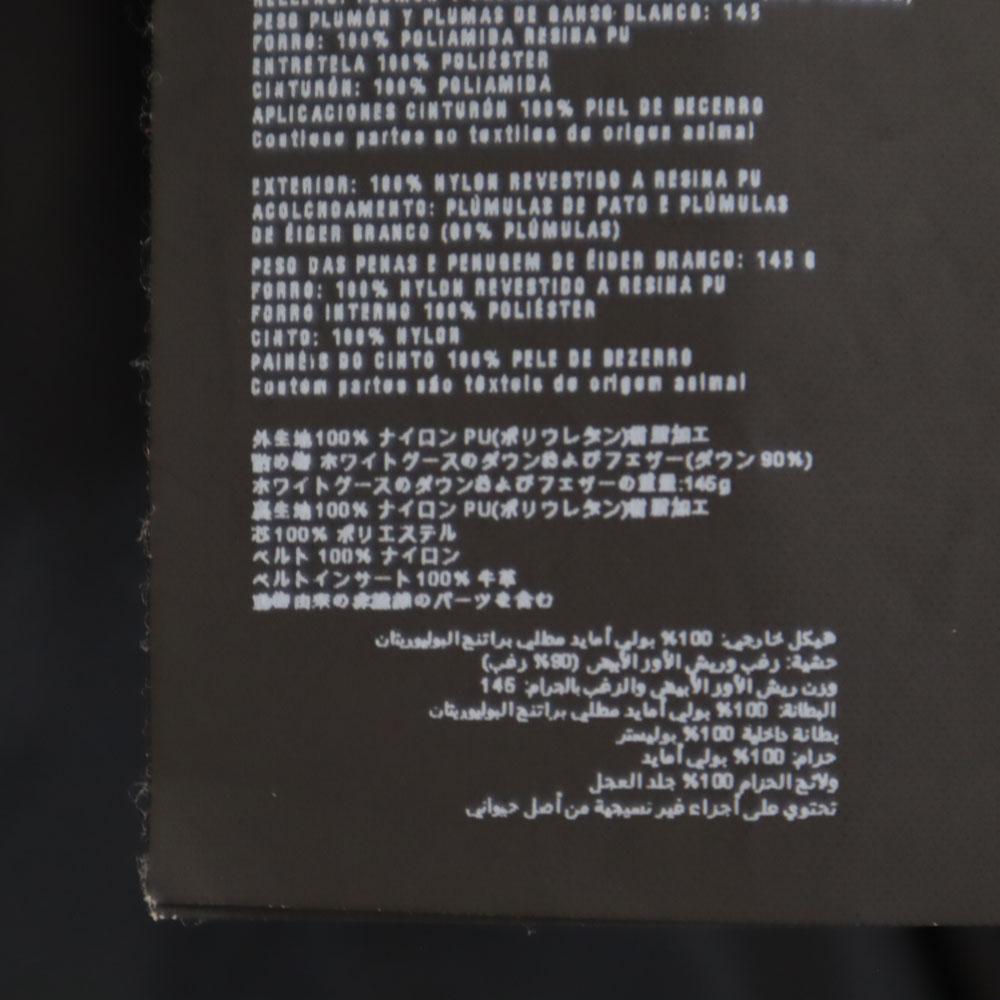 PESO PLUMÓN Y PLUMAS DE GANSO BLANCO: 145
FORRO: 100% POLIAMIDA RESINA PU
ENTRETELA 100% POLIÉSTER
CINTURÓN: 100% POLIAMIDA
APLICACIONES CINTURÓN 100% PIEL DE BECERRO
Contiene partes no textiles de origen animal
EXTERIOR: 100% NYLON REVESTIDO A RESINA PU
ACOLCHOAMENTO: PLÚMULAS DE PATO E PLÚMULAS
DE ÉIDER BRANCO (90% PLÚMULAS)
PESO DAS PENAS E PENUGEM DE ÉIDER BRANCO: 145 G
FORRO: 100% NYLON REVESTIDO A RESINA PU
FORRO INTERNO 100% POLIÉSTER
CINTO: 100% NYLON
PAINÉIS DO CINTO 100% PELE DE BEZERRO
Contém partes não têxteis de origem animal
外生地100% ナイロン PU(ポリウレタン)樹脂加工
詰め物 ホワイトグースのダウンおよびフェザー(ダウン 90%)
ホワイトグースのダウンおよびフェザーの重量:145g
裏生地100% ナイロン PU(ポリウレタン)樹脂加工
芯100% ポリエステル
ベルト 100% ナイロン
ベルトインサート100% 牛革
動物由来の非繊維のパーツを含む
هيكل خارجي: 100% بولي أمايد مطلي براتنج البوليوريثان
حشية: رغب وريش الأوز الأبيض (90% رغب)
وزن ريش الأوز الأبيض والزغب بالجرام: 145
البطانة: 100% بولي أمايد مطلي براتنج البوليوريثان
بطانة داخلية 100% بوليستر
حزام: 100% بولي أمايد
ولائج الحزام 100% جلد العجل
تحتوي على أجزاء غير نسيجية من أصل حيواني